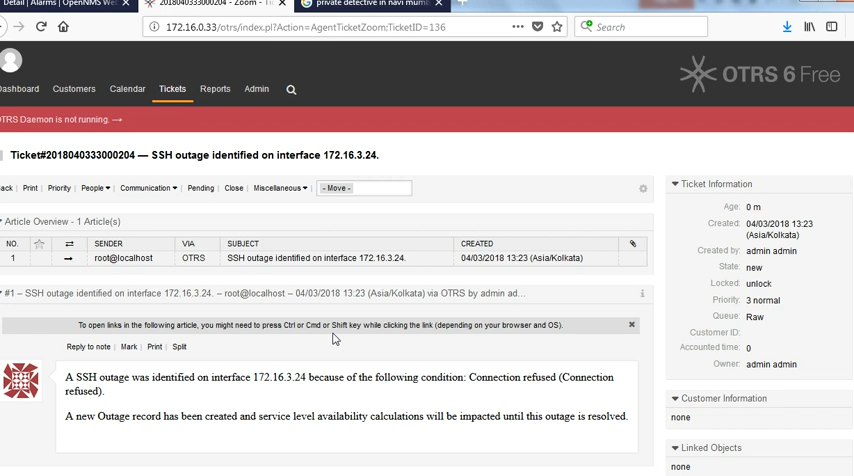 Detail | Alarms | OpenNMS We
2018040333000204 - Zoom - Ti
private detective in navi mumb
172.16.0.33/otrs/index.pl?Action=AgentTicketZoom;TicketID=136
Search
OTRS 6 Free
Dashboard Customers Calendar Tickets Reports Admin
OTRS Daemon is not running. →
Ticket#2018040333000204 — SSH outage identified on interface 172.16.3.24.
ack Print Priority People Communication Pending Close Miscellaneous - Move -
Article Overview - 1 Article(s)
NO. SENDER VIA SUBJECT CREATED
1 root@localhost OTRS SSH outage identified on interface 172.16.3.24. 04/03/2018 13:23 (Asia/Kolkata)
#1 – SSH outage identified on interface 172.16.3.24. – root@localhost – 04/03/2018 13:23 (Asia/Kolkata) via OTRS by admin ad...
To open links in the following article, you might need to press Ctrl or Cmd or Shift key while clicking the link (depending on your browser and OS).
Reply to note Mark Print Split
A SSH outage was identified on interface 172.16.3.24 because of the following condition: Connection refused (Connection
refused).
A new Outage record has been created and service level availability calculations will be impacted until this outage is resolved.
Ticket Information
Age: 0 m
Created: 04/03/2018 13:23
(Asia/Kolkata)
Created by: admin admin
State: new
Locked: unlock
Priority: 3 normal
Queue: Raw
Customer ID:
Accounted time: 0
Owner: admin admin
Customer Information
none
Linked Objects
none